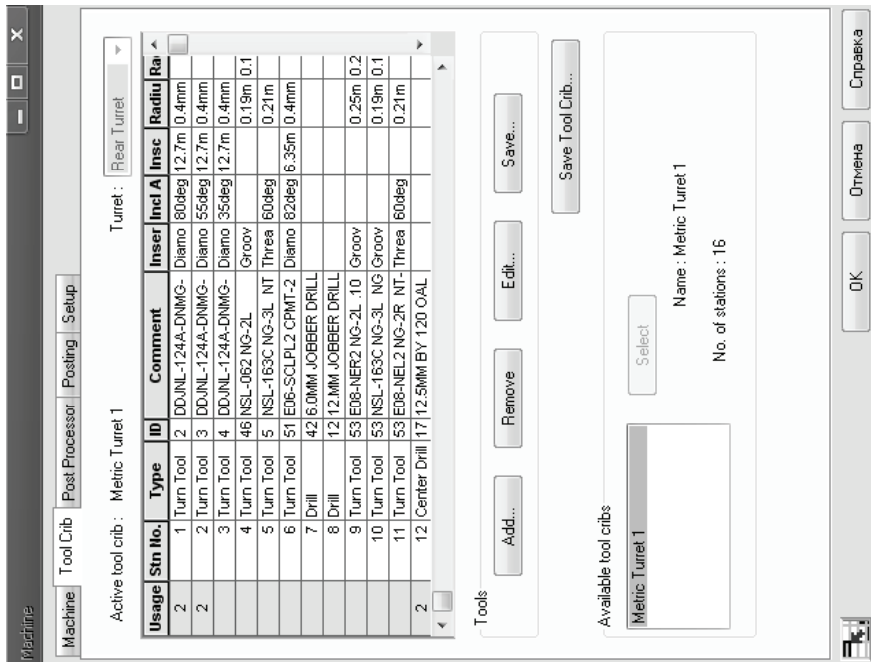 Machine
Machine Tool Crib Post Processor Posting Setup
Active tool crib : Metric Turret 1 Turret : Rear Turret
Usage Stn No. Type ID Comment Inser Incl A Insc Radiu Ra
2 1 Turn Tool 2 DDJNL-124A-DNMG- Diamo 80deg 12.7m 0.4mm
2 2 Turn Tool 3 DDJNL-124A-DNMG- Diamo 55deg 12.7m 0.4mm
3 Turn Tool 4 DDJNL-124A-DNMG- Diamo 35deg 12.7m 0.4mm
4 Turn Tool 46 NSL-062 NG-2L Groov 0.19m 0.1
5 Turn Tool 5 NSL-163C NG-3L NT Threa 60deg 0.21m
6 Turn Tool 51 E06-SCLPL2 CPMT-2 Diamo 82deg 6.35m 0.4mm
7 Drill 42 6.0MM JOBBER DRILL
8 Drill 12 12.MM JOBBER DRILL
9 Turn Tool 53 E08-NER2 NG-2L .10 Groov 0.25m 0.2
10 Turn Tool 53 NSL-163C NG-3L NG Groov 0.19m 0.1
11 Turn Tool 53 E08-NEL2 NG-2R NT- Threa 60deg 0.21m
2 12 Center Drill 17 12.5MM BY 120 OAL
Tools
Add... Remove Edit... Save...
Save Tool Crib...
Available tool cribs
Metric Turret 1
Select
Name : Metric Turret 1
No. of stations : 16
OK Отмена Справка